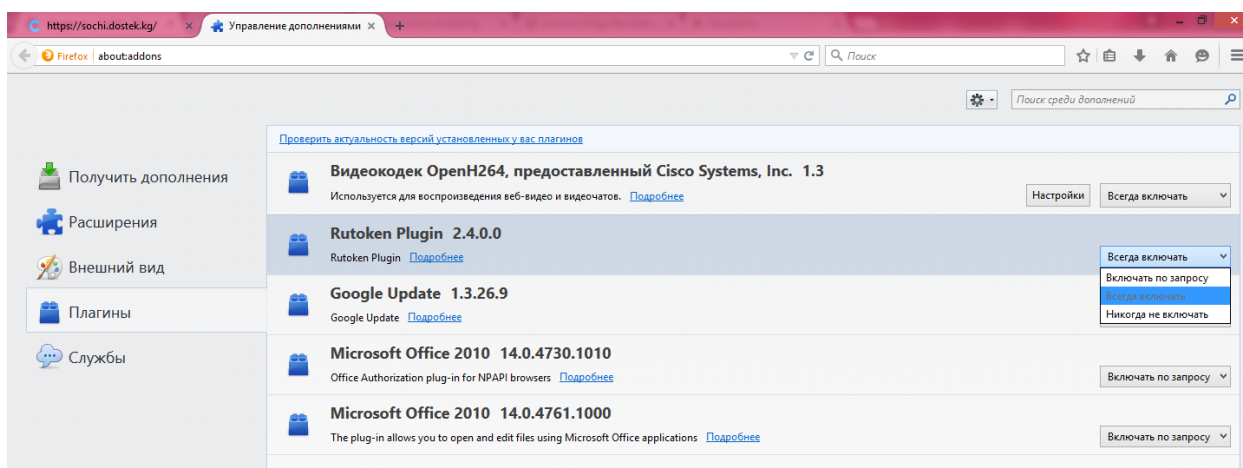 https://sochi.dostek.kg/ × Управление дополнениями × +
Firefox about:addons Поиск
Поиск среди дополнений
Проверить актуальность версий установленных у вас плагинов
Получить дополнения
Расширения
Внешний вид
Плагины
Службы
Видеокодек OpenH264, предоставленный Cisco Systems, Inc. 1.3
Используется для воспроизведения веб-видео и видеочатов. Подробнее
Настройки Всегда включать
Rutoken Plugin 2.4.0.0
Rutoken Plugin Подробнее
Всегда включать
Включать по запросу
Всегда включать
Никогда не включать
Google Update 1.3.26.9
Google Update Подробнее
Microsoft Office 2010 14.0.4730.1010
Office Authorization plug-in for NPAPI browsers Подробнее
Включать по запросу
Microsoft Office 2010 14.0.4761.1000
The plug-in allows you to open and edit files using Microsoft Office applications Подробнее
Включать по запросу